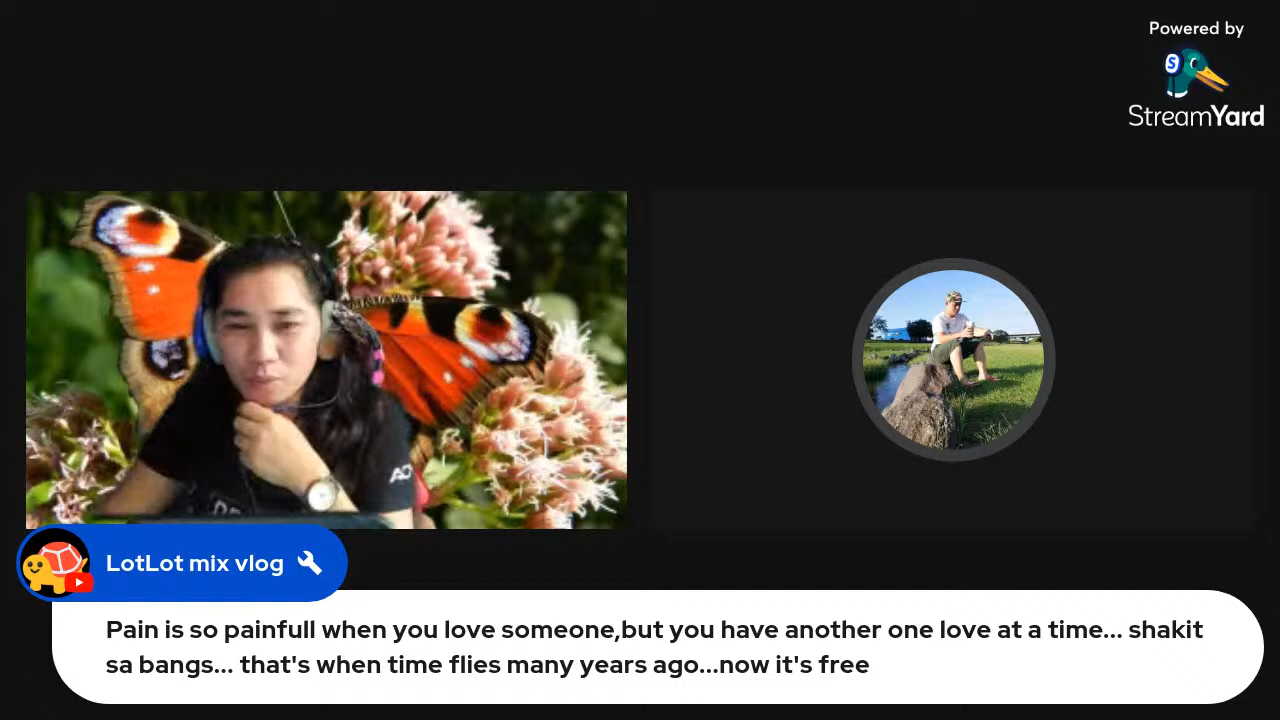 Powered by
S
StreamYard
AC
LotLot mix vlog
Pain is so painfull when you love someone,but you have another one love at a time... shakit
sa bangs... that's when time flies many years ago...now it's free